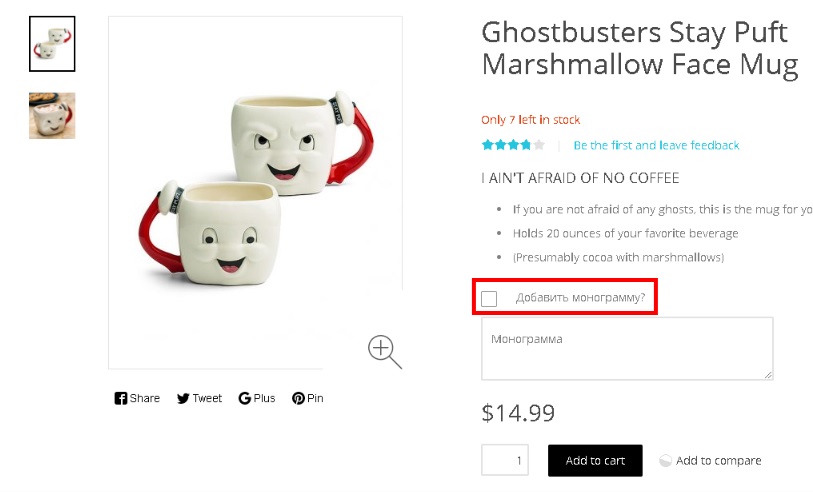 Ghostbusters Stay Puft
Marshmallow Face Mug
Only 7 left in stock
Be the first and leave feedback
I AIN'T AFRAID OF NO COFFEE
If you are not afraid of any ghosts, this is the mug for yo
Holds 20 ounces of your favorite beverage
(Presumably cocoa with marshmallows)
Добавить монограмму?
Монограмма
$14.99
1
Add to cart
Add to compare
Share
Tweet
Plus
Pin